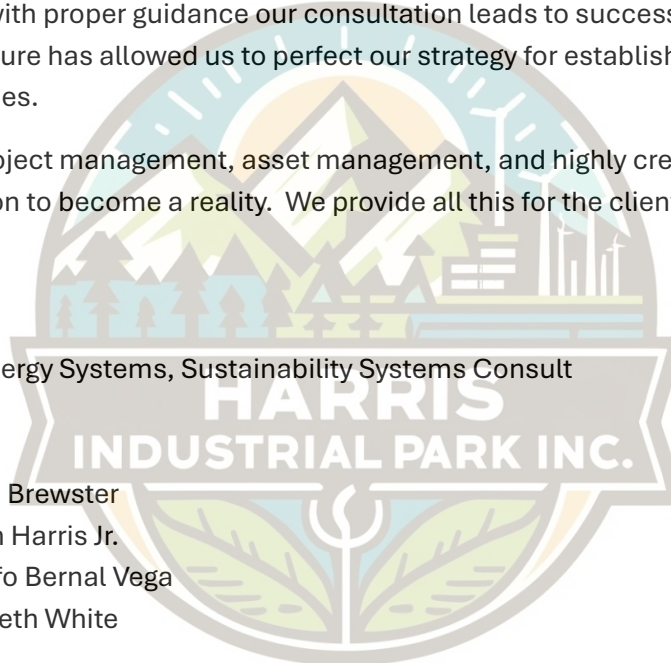 with proper guidance our consultation leads to success
ure has allowed us to perfect our strategy for establish
es.
oject management, asset management, and highly cre
on to become a reality.  We provide all this for the client
ergy Systems, Sustainability Systems Consult
HARRIS
INDUSTRIAL PARK INC.
Brewster
n Harris Jr.
fo Bernal Vega
eth White